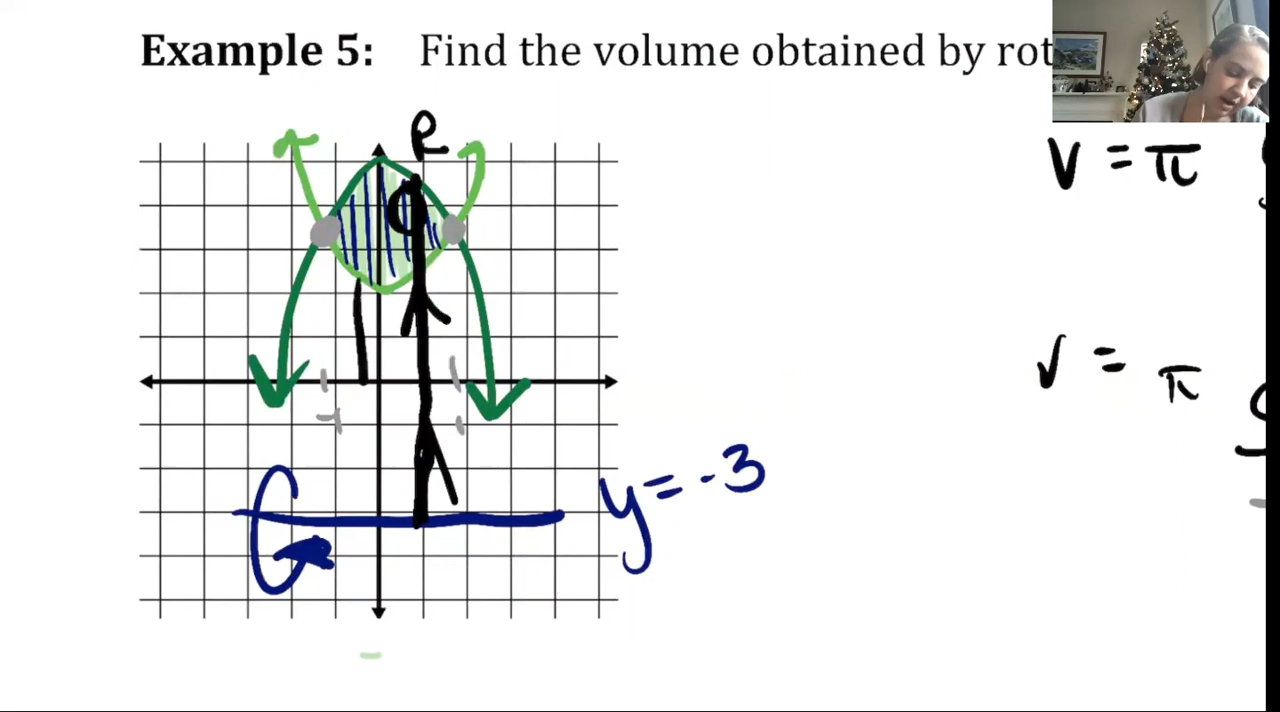 Example 5: Find the volume obtained by rot
R
V = π
V = π
y = -3